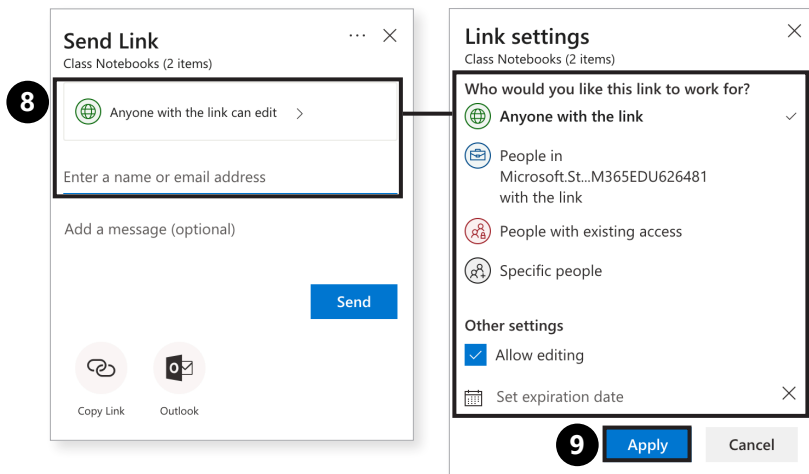 Send Link
Class Notebooks (2 items)
8
Anyone with the link can edit
Enter a name or email address
Add a message (optional)
Send
Copy Link
Outlook
Link settings
Class Notebooks (2 items)
Who would you like this link to work for?
Anyone with the link
People in
Microsoft.St...M365EDU626481
with the link
People with existing access
Specific people
Other settings
Allow editing
Set expiration date
9
Apply
Cancel